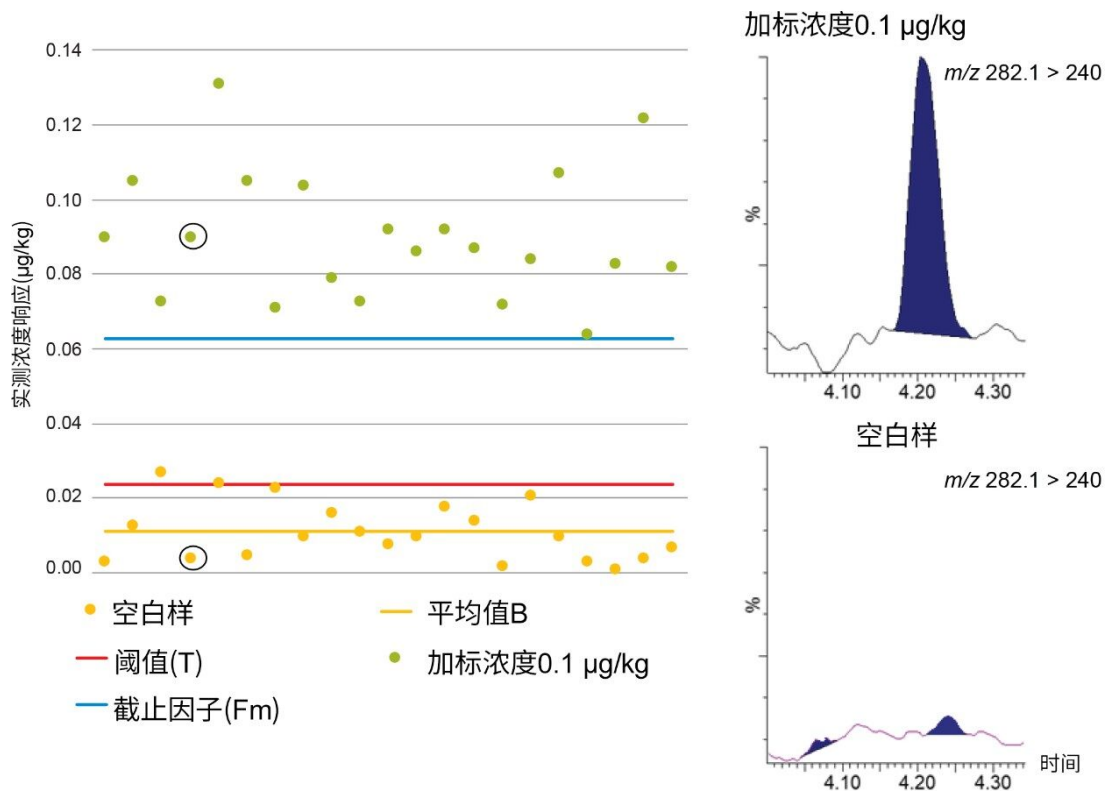 0.14
0.12
0.10
0.08
0.06
0.04
0.02
0.00
实测浓度响应(µg/kg)
空白样
平均值B
阈值(T)
加标浓度0.1 µg/kg
截止因子(Fm)
加标浓度0.1 µg/kg
m/z 282.1 > 240
%
4.10 4.20 4.30
空白样
m/z 282.1 > 240
%
4.10 4.20 4.30
时间